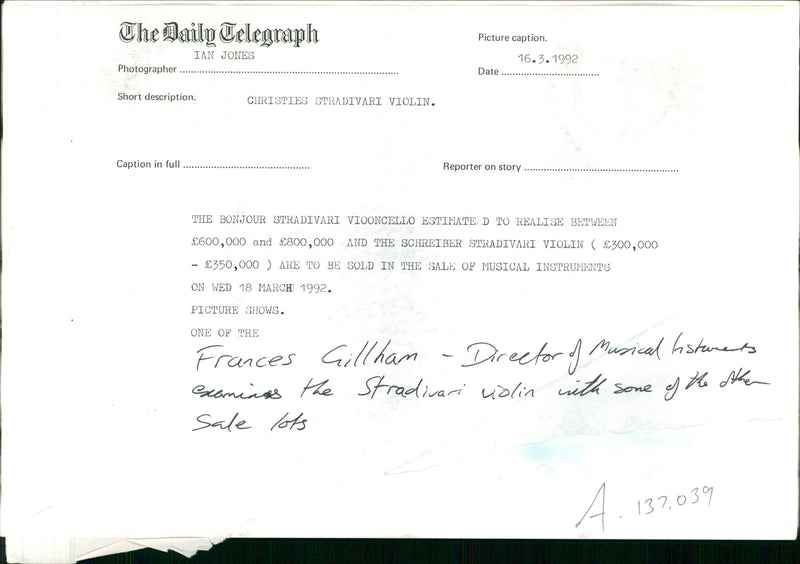 The Daily Telegraph
Picture caption.
IAN JONES
16.3.1992
Photographer
Date
Short description.
CHRISTIES STRADIVARI VIOLIN.
Caption in full
Reporter on story
THE BONJOUR STRADIVARI VIOONCELLO ESTIMATE D TO REALISE BETWEEN
£600,000 and £800,000 AND THE SCHREIBER STRADIVARI VIOLIN ( £300,000
- £350,000 ) ARE TO BE SOLD IN THE SALE OF MUSICAL INSTRUMENTS
ON WED 18 MARCH 1992.
PICTURE SHOWS.
ONE OF THE
Frances Gillham - Director of Musical Instuments
examines the Stradivari violin with some of the other
Sale lots
A. 137.039